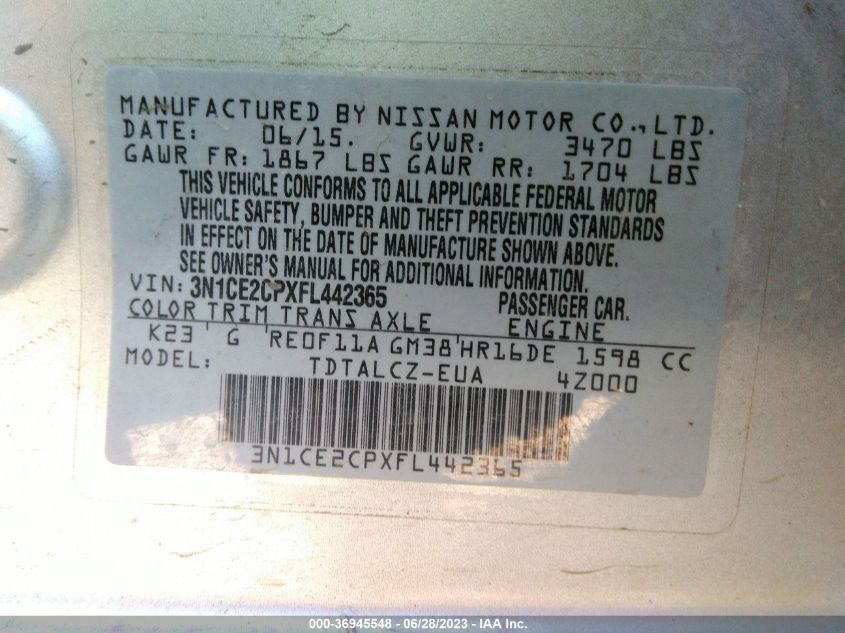 MANUFACTURED BY NISSAN MOTOR CO., LTD.
DATE: 06/15. GVWR: 3470 LBS
GAWR FR: 1867 LBS GAWR RR: 1704 LBS
THIS VEHICLE CONFORMS TO ALL APPLICABLE FEDERAL MOTOR
VEHICLE SAFETY, BUMPER AND THEFT PREVENTION STANDARDS
IN EFFECT ON THE DATE OF MANUFACTURE SHOWN ABOVE.
SEE OWNER'S MANUAL FOR ADDITIONAL INFORMATION.
VIN: 3N1CE2CPXFL442365 PASSENGER CAR.
COLOR TRIM TRANS AXLE ENGINE
K23 ' G 'RE0F11A GM38'HR16DE 1598 CC
MODEL: TDTALCZ-EUA 4Z000
3N1CE2CPXFL442365
000-36945548 - 06/28/2023 - IAA Inc.